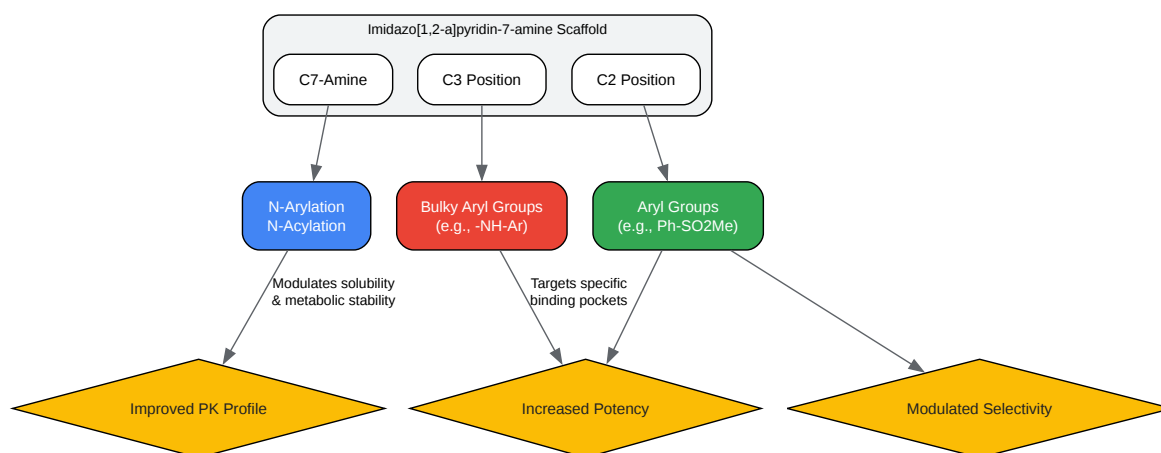 Imidazo[1,2-a]pyridin-7-amine Scaffold
C7-Amine
C3 Position
C2 Position
N-Arylation
N-Acylation
Bulky Aryl Groups
(e.g., -NH-Ar)
Aryl Groups
(e.g., Ph-SO2Me)
Modulates solubility
& metabolic stability
Targets specific
binding pockets
Improved PK Profile
Increased Potency
Modulated Selectivity